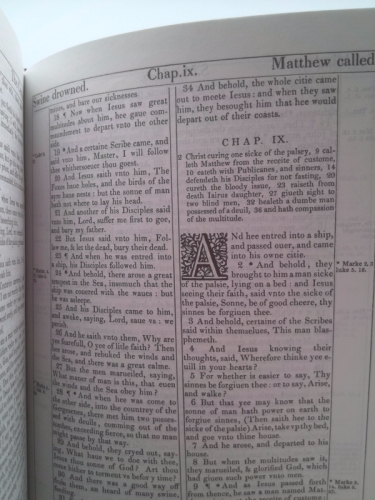 Swine drowned.
Chap.ix.
Matthew called
and bare our sicknesses
18 ¶ Now when Iesus saw great
multitudes about him, hee gaue com-
mandement to depart vnto the other
side.
19 And a certaine Scribe came, and
said vnto him, Master, I will follow
thee whithersoeuer thou goest.
20 And Iesus saith vnto him, The
Foxes haue holes, and the birds of the
ayre haue nests: but the sonne of man
hath not where to lay his head.
21 And another of his Disciples said
vnto him, Lord, suffer me first to goe,
and bury my father.
22 But Iesus said vnto him, Fol-
low me, & let the dead, bury their dead.
23 ¶ And when he was entred into
a ship, his Disciples followed him.
24 And behold, there arose a great
tempest in the Sea, insomuch that the
ship was couered with the waues: but
he was asleepe.
25 And his Disciples came to him,
and awoke, saying, Lord, saue vs: we
perish.
26 And he saith vnto them, Why are
ye fearefull, O yee of little faith? Then
he arose, and rebuked the winds and
the Sea, and there was a great calme.
27 But the men marueiled, saying,
What maner of man is this, that euen
the winds and the Sea obey him?
28 ¶ And when hee was come to
the other side, into the countrey of the
Gergesenes, there met him two posses-
sed with deuils, comming out of the
tombes, exceeding fierce, so that no man
might passe by that way.
29 And behold, they cryed out, say-
ing, What haue we to doe with thee,
thou sonne of God? Art thou
come hither to torment vs before y time?
30 And there was a good way off
from them, an heard of many swine,
34 And behold, the whole citie came
out to meete Iesus: and when they saw
him, they besought him that hee would
depart out of their coasts.
CHAP. IX.
2 Christ curing one sicke of the palsey, 9 cal-
leth Matthew from the receite of custome,
10 eateth with Publicanes, and sinners, 14
defendeth his Disciples for not fasting, 20
cureth the bloody issue, 23 raiseth from
death Iairus daughter, 27 giueth sight to
two blind men, 32 healeth a dumbe man
possessed of a deuill, 36 and hath compassion
of the multitude.
And hee entred into a ship,
and passed ouer, and came
into his owne citie.
2 * And behold, they
brought to him a man sicke
of the palsie, lying on a bed: and Iesus
seeing their faith, said vnto the sicke of
the palsie, Sonne, be of good cheere, thy
sinnes be forgiuen thee.
3 And behold, certaine of the Scribes
said within themselues, This man blas-
phemeth.
4 And Iesus knowing their
thoughts, said, Wherefore thinke yee e-
uill in your hearts?
5 For whether is easier to say, Thy
sinnes be forgiuen thee: or to say, Arise,
and walke?
6 But that yee may know that the
sonne of man hath power on earth to
forgiue sinnes, (Then saith hee to the
sicke of the palsie) Arise, take vp thy bed,
and goe vnto thine house.
7 And he arose, and departed to his
house.
8 But when the multitudes saw it,
they marueiled, & glorified God, which
had giuen such power vnto men.
9 ¶ * And as Iesus passed forth
from thence, he saw a man named Mat-
* Marke 2. 3
luke 5. 18.
* Marke
luke 5.